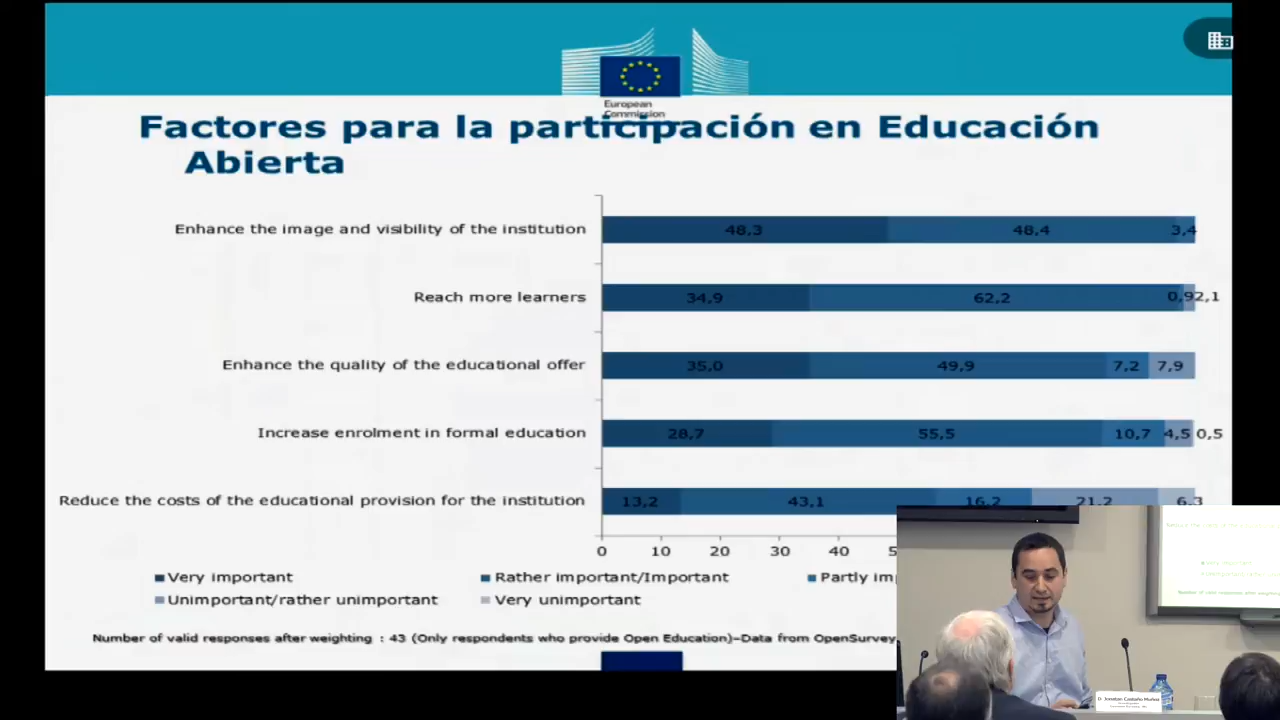 European
Commission
Factores para la participación en Educación
Abierta
Enhance the image and visibility of the institution
48,3
48,4
3,4
Reach more learners
34,9
62,2
0,9
2,1
Enhance the quality of the educational offer
35,0
49,9
7,2
7,9
Increase enrolment in formal education
28,7
55,5
10,7
4,5
0,5
Reduce the costs of the educational provision for the institution
13,2
43,1
16,2
21,2
6,3
0 10 20 30 40
Very important
Rather important/Important
Partly
Unimportant/rather unimportant
Very unimportant
Number of valid responses after weighting : 43 (Only respondents who provide Open Education)–Data from OpenSurvey
D. Jonatan Castaño Muñoz